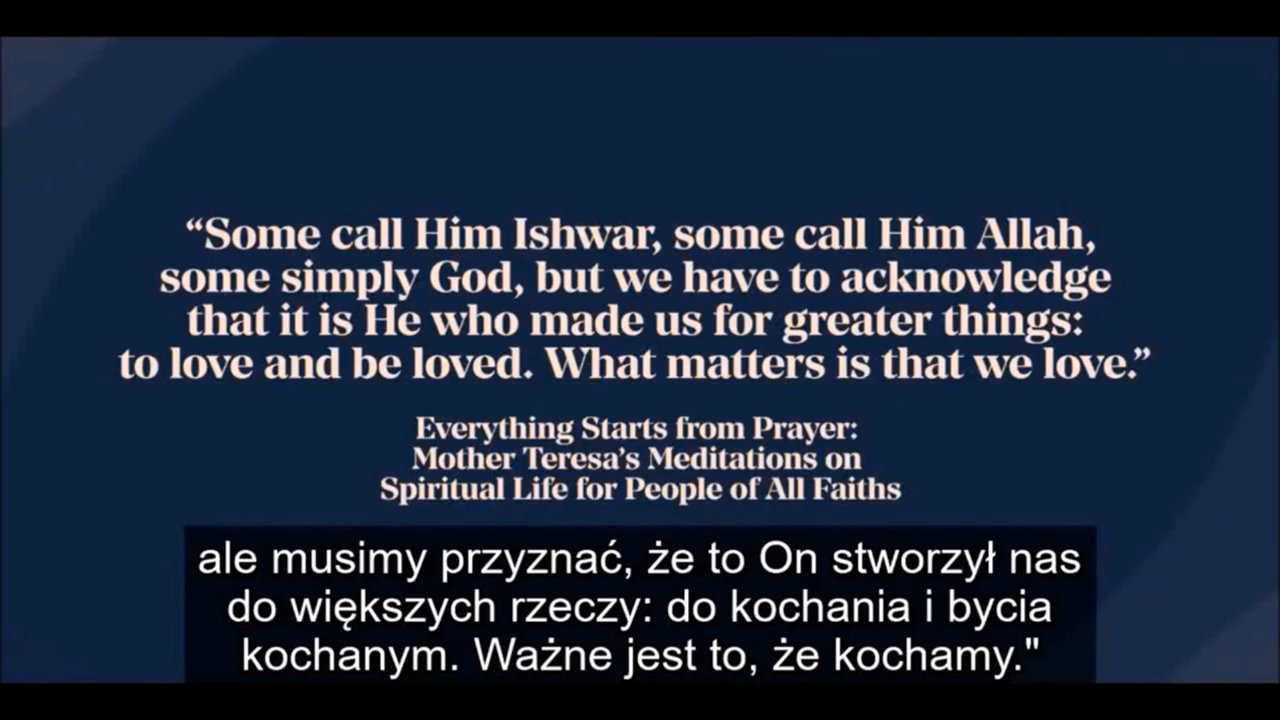 “Some call Him Ishwar, some call Him Allah,
some simply God, but we have to acknowledge
that it is He who made us for greater things:
to love and be loved. What matters is that we love.”
Everything Starts from Prayer:
Mother Teresa’s Meditations on
Spiritual Life for People of All Faiths
ale musimy przyznać, że to On stworzył nas
do większych rzeczy: do kochania i bycia
kochanym. Ważne jest to, że kochamy."